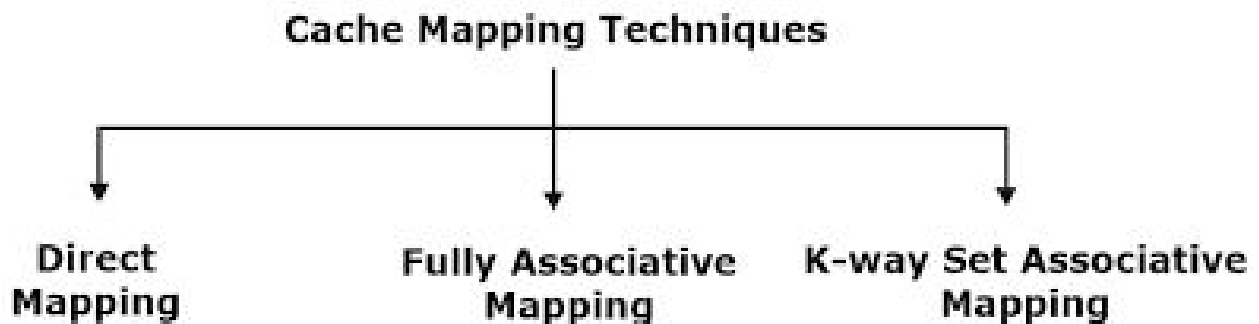 Cache Mapping Techniques
Direct
Mapping
Fully Associative
Mapping
K-way Set Associative
Mapping